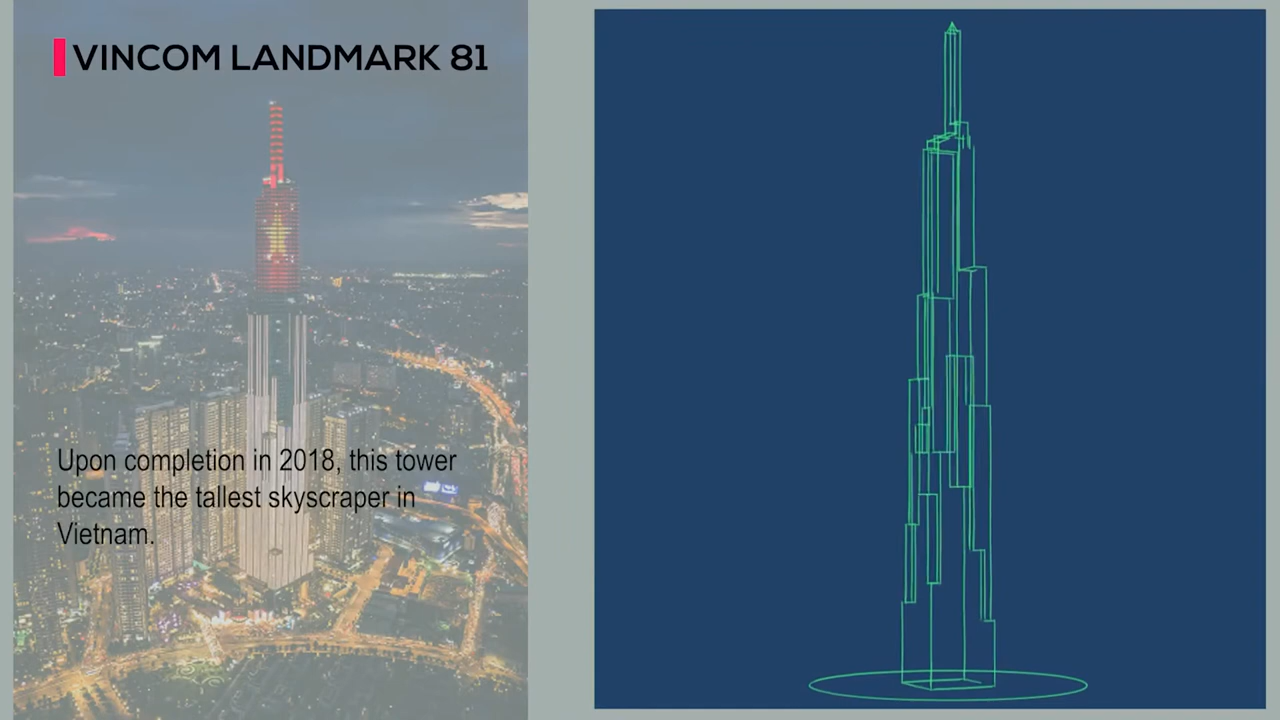 VINCOM LANDMARK 81
Upon completion in 2018, this tower
became the tallest skyscraper in
Vietnam.